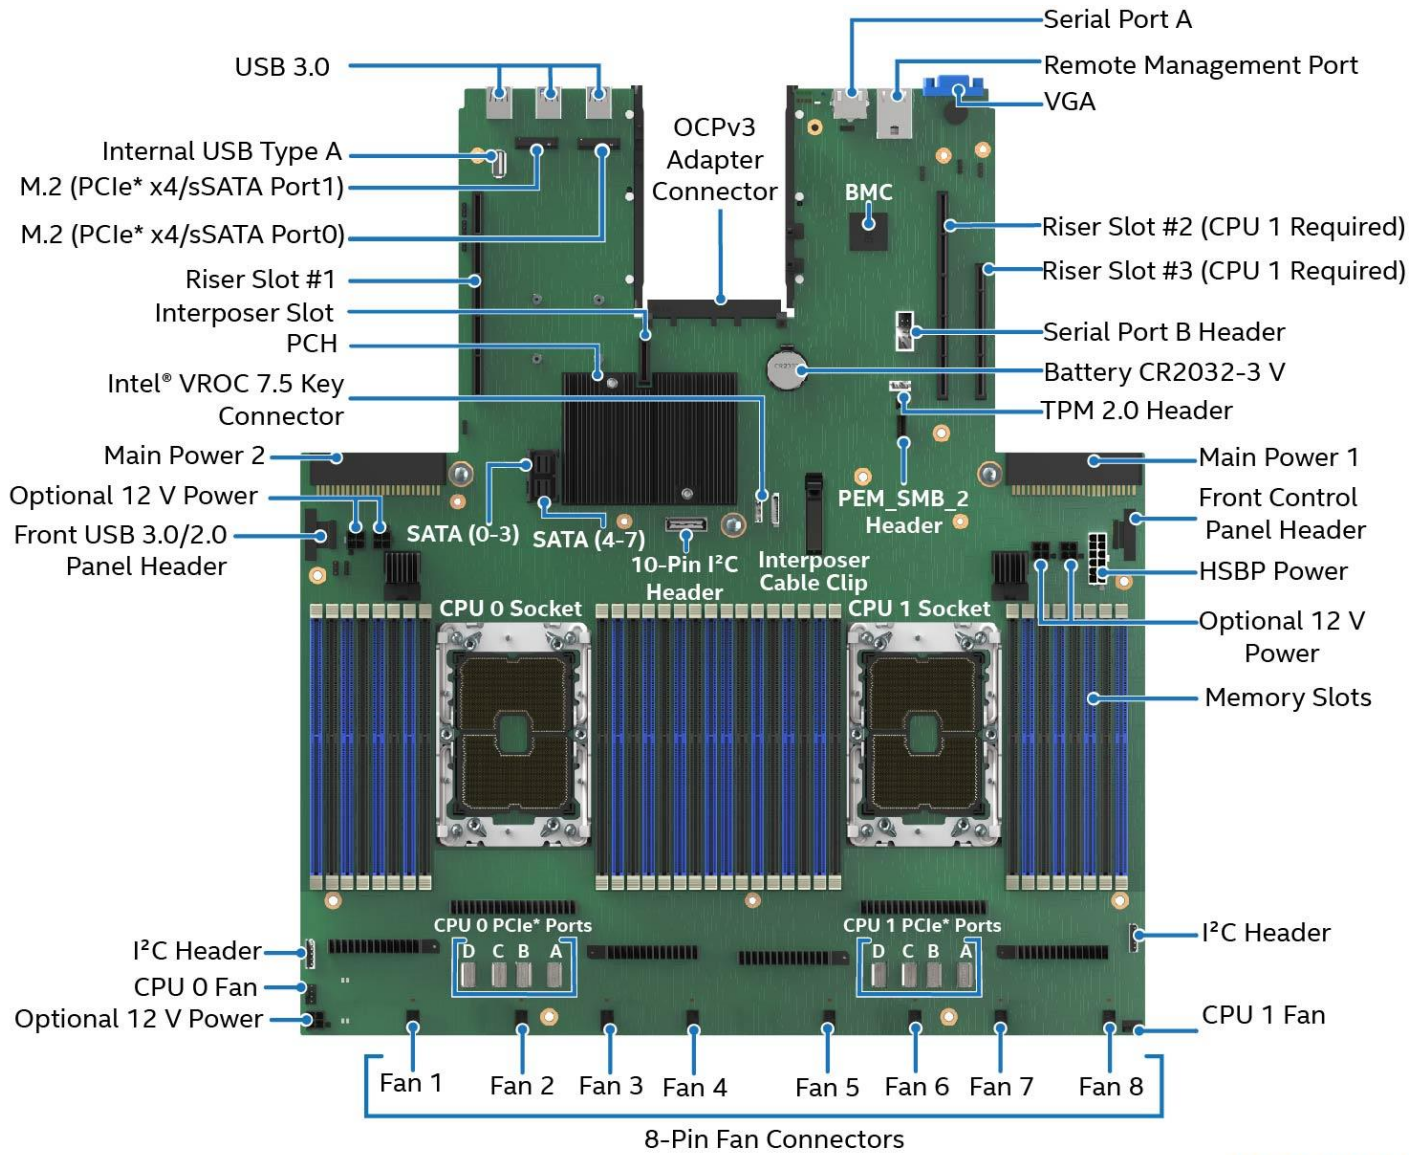 Serial Port A
USB 3.0
Remote Management Port
VGA
OCPv3
Adapter
Connector
Internal USB Type A
M.2 (PCIe* x4/sSATA Port1)
BMC
M.2 (PCIe* x4/sSATA Port0)
Riser Slot #2 (CPU 1 Required)
Riser Slot #1
Riser Slot #3 (CPU 1 Required)
Interposer Slot
Serial Port B Header
PCH
Battery CR2032-3 V
Intel® VROC 7.5 Key
Connector
TPM 2.0 Header
Main Power 2
Main Power 1
Optional 12 V Power
PEM_SMB_2
Header
Front Control
Panel Header
Front USB 3.0/2.0
Panel Header
SATA (0-3)
SATA (4-7)
10-Pin I²C
Header
Interposer
Cable Clip
HSBP Power
CPU 0 Socket
CPU 1 Socket
Optional 12 V
Power
Memory Slots
CPU 0 PCIe* Ports
D C B A
CPU 1 PCIe* Ports
D C B A
I²C Header
I²C Header
CPU 0 Fan
Optional 12 V Power
CPU 1 Fan
Fan 1
Fan 2
Fan 3
Fan 4
Fan 5
Fan 6
Fan 7
Fan 8
8-Pin Fan Connectors